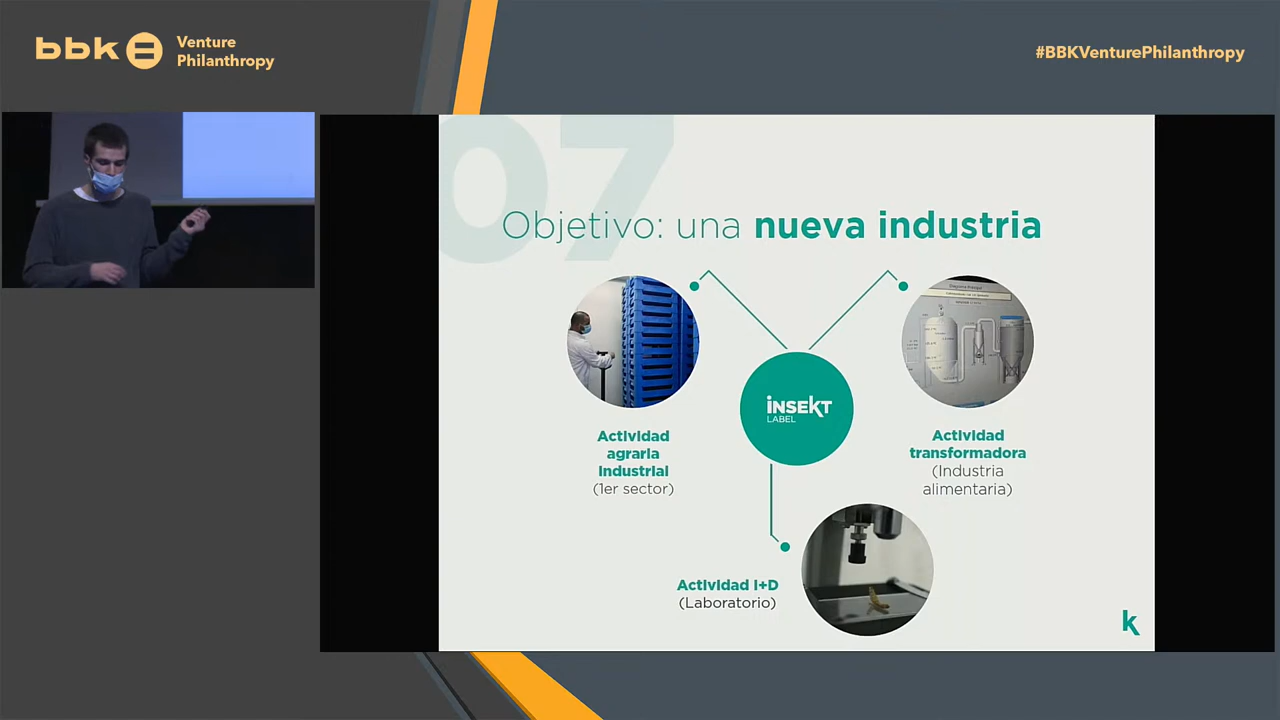 bbk
Venture
Philanthropy
#BBKVenturePhilanthropy
07
Objetivo: una nueva industria
INSEKT
LABEL
Actividad
agraria
industrial
(1er sector)
Actividad
transformadora
(Industria
alimentaria)
Actividad I+D
(Laboratorio)
k